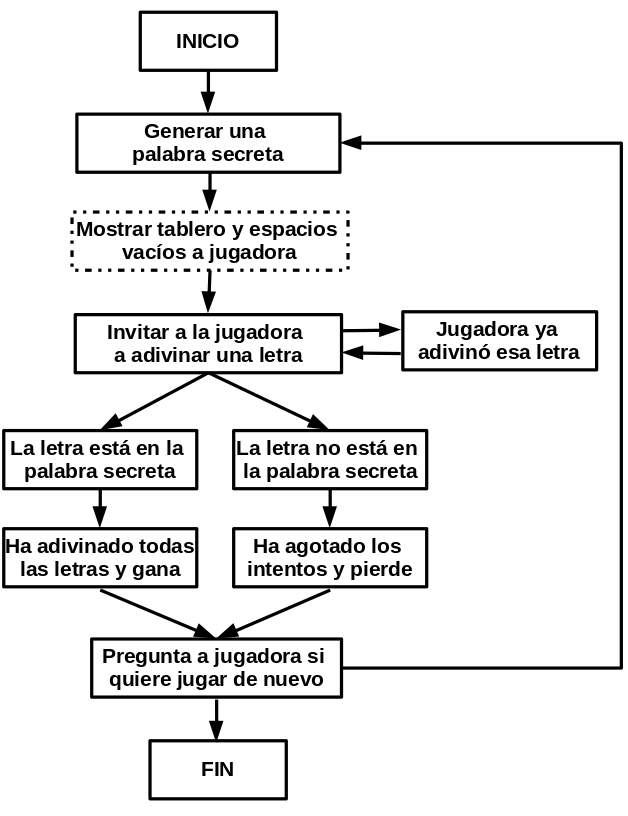 INICIO
Generar una
palabra secreta
Mostrar tablero y espacios
vacíos a jugadora
Invitar a la jugadora
a adivinar una letra
Jugadora ya
adivinó esa letra
La letra está en la
palabra secreta
La letra no está en
la palabra secreta
Ha adivinado todas
las letras y gana
Ha agotado los
intentos y pierde
Pregunta a jugadora si
quiere jugar de nuevo
FIN